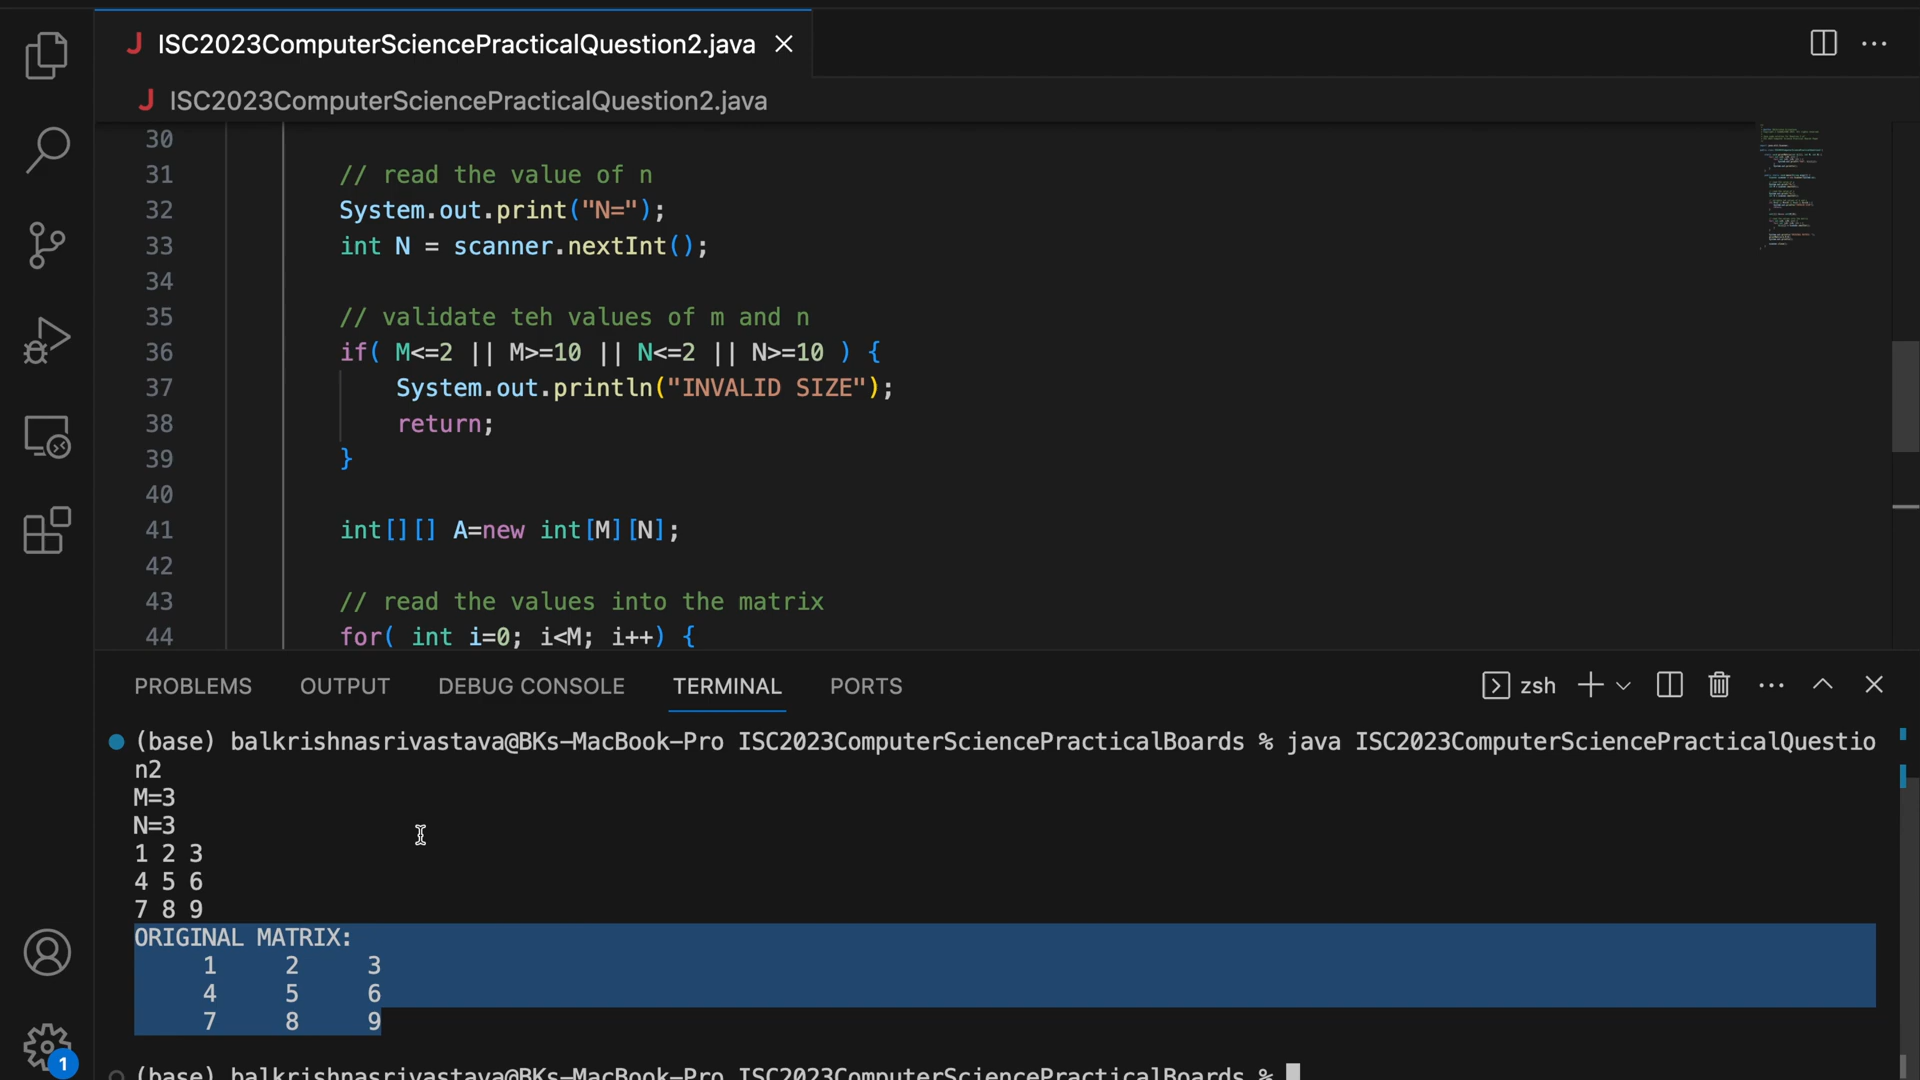 J ISC2023ComputerSciencePracticalQuestion2.java
J ISC2023ComputerSciencePracticalQuestion2.java
30
31 // read the value of n
32 System.out.print("N=");
33 int N = scanner.nextInt();
34
35 // validate teh values of m and n
36 if( M<=2 || M>=10 || N<=2 || N>=10 ) {
37 System.out.println("INVALID SIZE");
38 return;
39 }
40
41 int[][] A=new int[M][N];
42
43 // read the values into the matrix
44 for( int i=0; i<M; i++) {
PROBLEMS OUTPUT DEBUG CONSOLE TERMINAL PORTS zsh
(base) balkrishnasrivastava@BKs-MacBook-Pro ISC2023ComputerSciencePracticalBoards % java ISC2023ComputerSciencePracticalQuestio
n2
M=3
N=3
1 2 3
4 5 6
7 8 9
ORIGINAL MATRIX:
1 2 3
4 5 6
7 8 9
1
(base) balkrishnasrivastava@BKs-MacBook-Pro ISC2023ComputerSciencePracticalBoards %